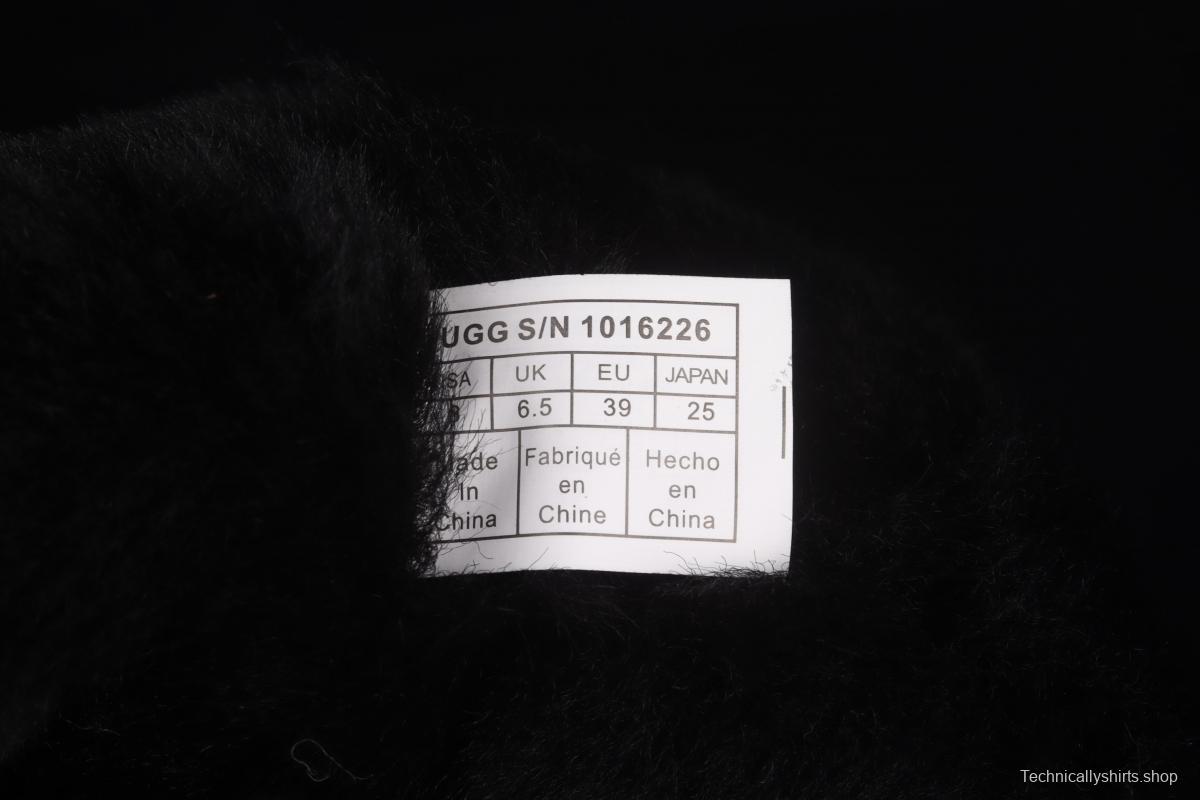 UGG S/N 1016226
UK EU JAPAN
6.5 39 25
Fabriqué Hecho
In en en
China Chine China
Technicallyshirts.shop